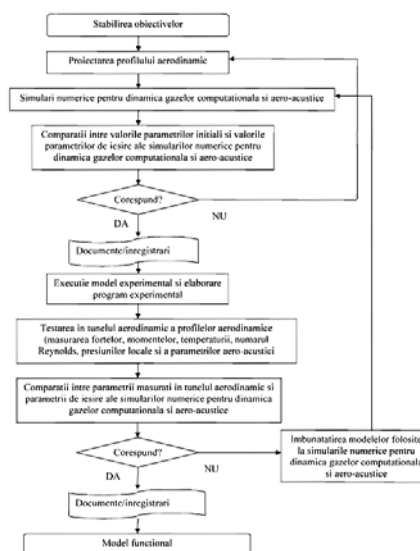 Stabilirea obiectivelor
Proiectarea profilului aerodinamic
Simulari numerice pentru dinamica gazelor computationala si aero-acustice
Comparatii intre valorile parametrilor initiali si valorile
parametrilor de iesire ale simularilor numerice pentru
dinamica gazelor computationala si aero-acustice
Corespund?
NU
DA
Documente/inregistrari
Executie model experimental si elaborare
program experimental
Testarea in tunelul aerodinamic a profilelor aerodinamice
(masurarea fortelor, momentelor, temperaturii, numarul
Reynolds, presiunilor locale si a parametrilor aero-acustici
Comparatii intre parametrii masurati in tunelul aerodinamic si
parametrii de iesire ale simularilor numerice pentru dinamica
gazelor computationala si aero-acustice
Corespund?
NU
DA
Imbunatatirea modelelor folosite
la simularile numerice pentru
dinamica gazelor computationala
si aero-acustice
Documente/inregistrari
Model functional